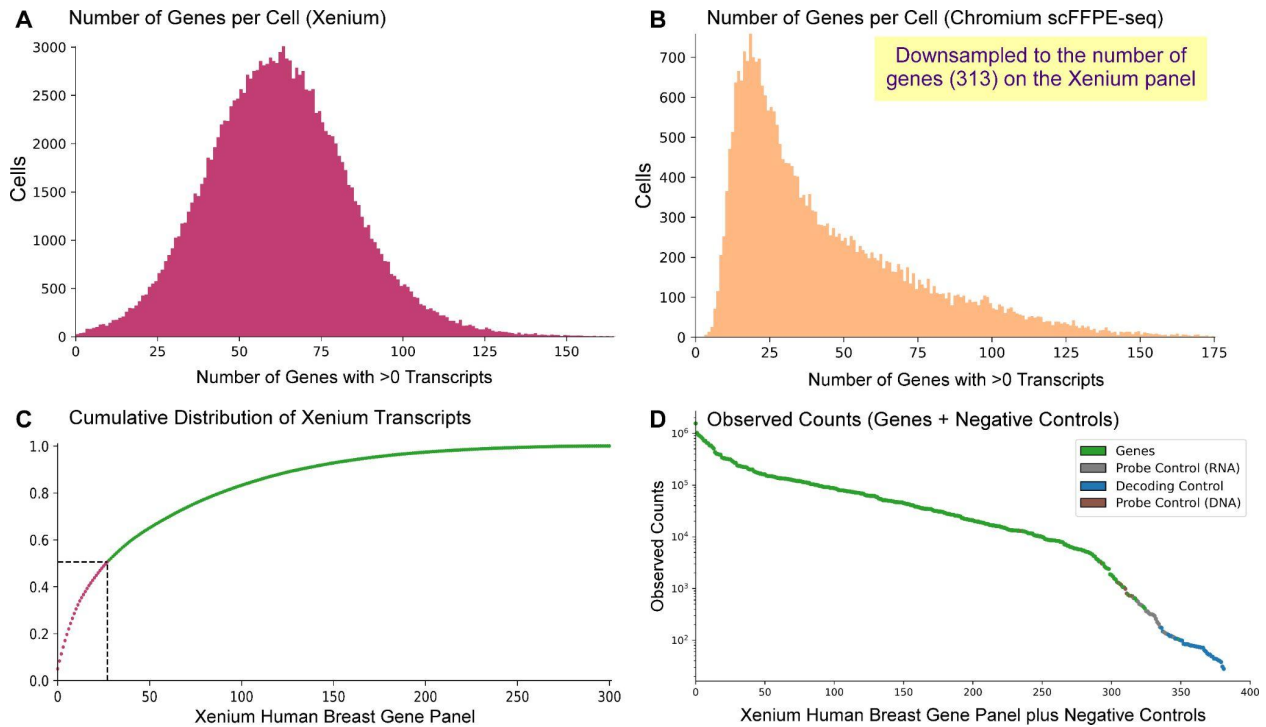 A Number of Genes per Cell (Xenium)
3000
2500
2000
1500
1000
500
0
Cells
0 25 50 75 100 125 150
Number of Genes with >0 Transcripts
B Number of Genes per Cell (Chromium scFFPE-seq)
Downsampled to the number of
genes (313) on the Xenium panel
700
600
500
400
300
200
100
0
Cells
0 25 50 75 100 125 150 175
Number of Genes with >0 Transcripts
C Cumulative Distribution of Xenium Transcripts
1.0
0.8
0.6
0.4
0.2
0.0
0 50 100 150 200 250 300
Xenium Human Breast Gene Panel
D Observed Counts (Genes + Negative Controls)
Genes
Probe Control (RNA)
Decoding Control
Probe Control (DNA)
10⁶
10⁵
10⁴
10³
10²
Observed Counts
0 50 100 150 200 250 300 350 400
Xenium Human Breast Gene Panel plus Negative Controls